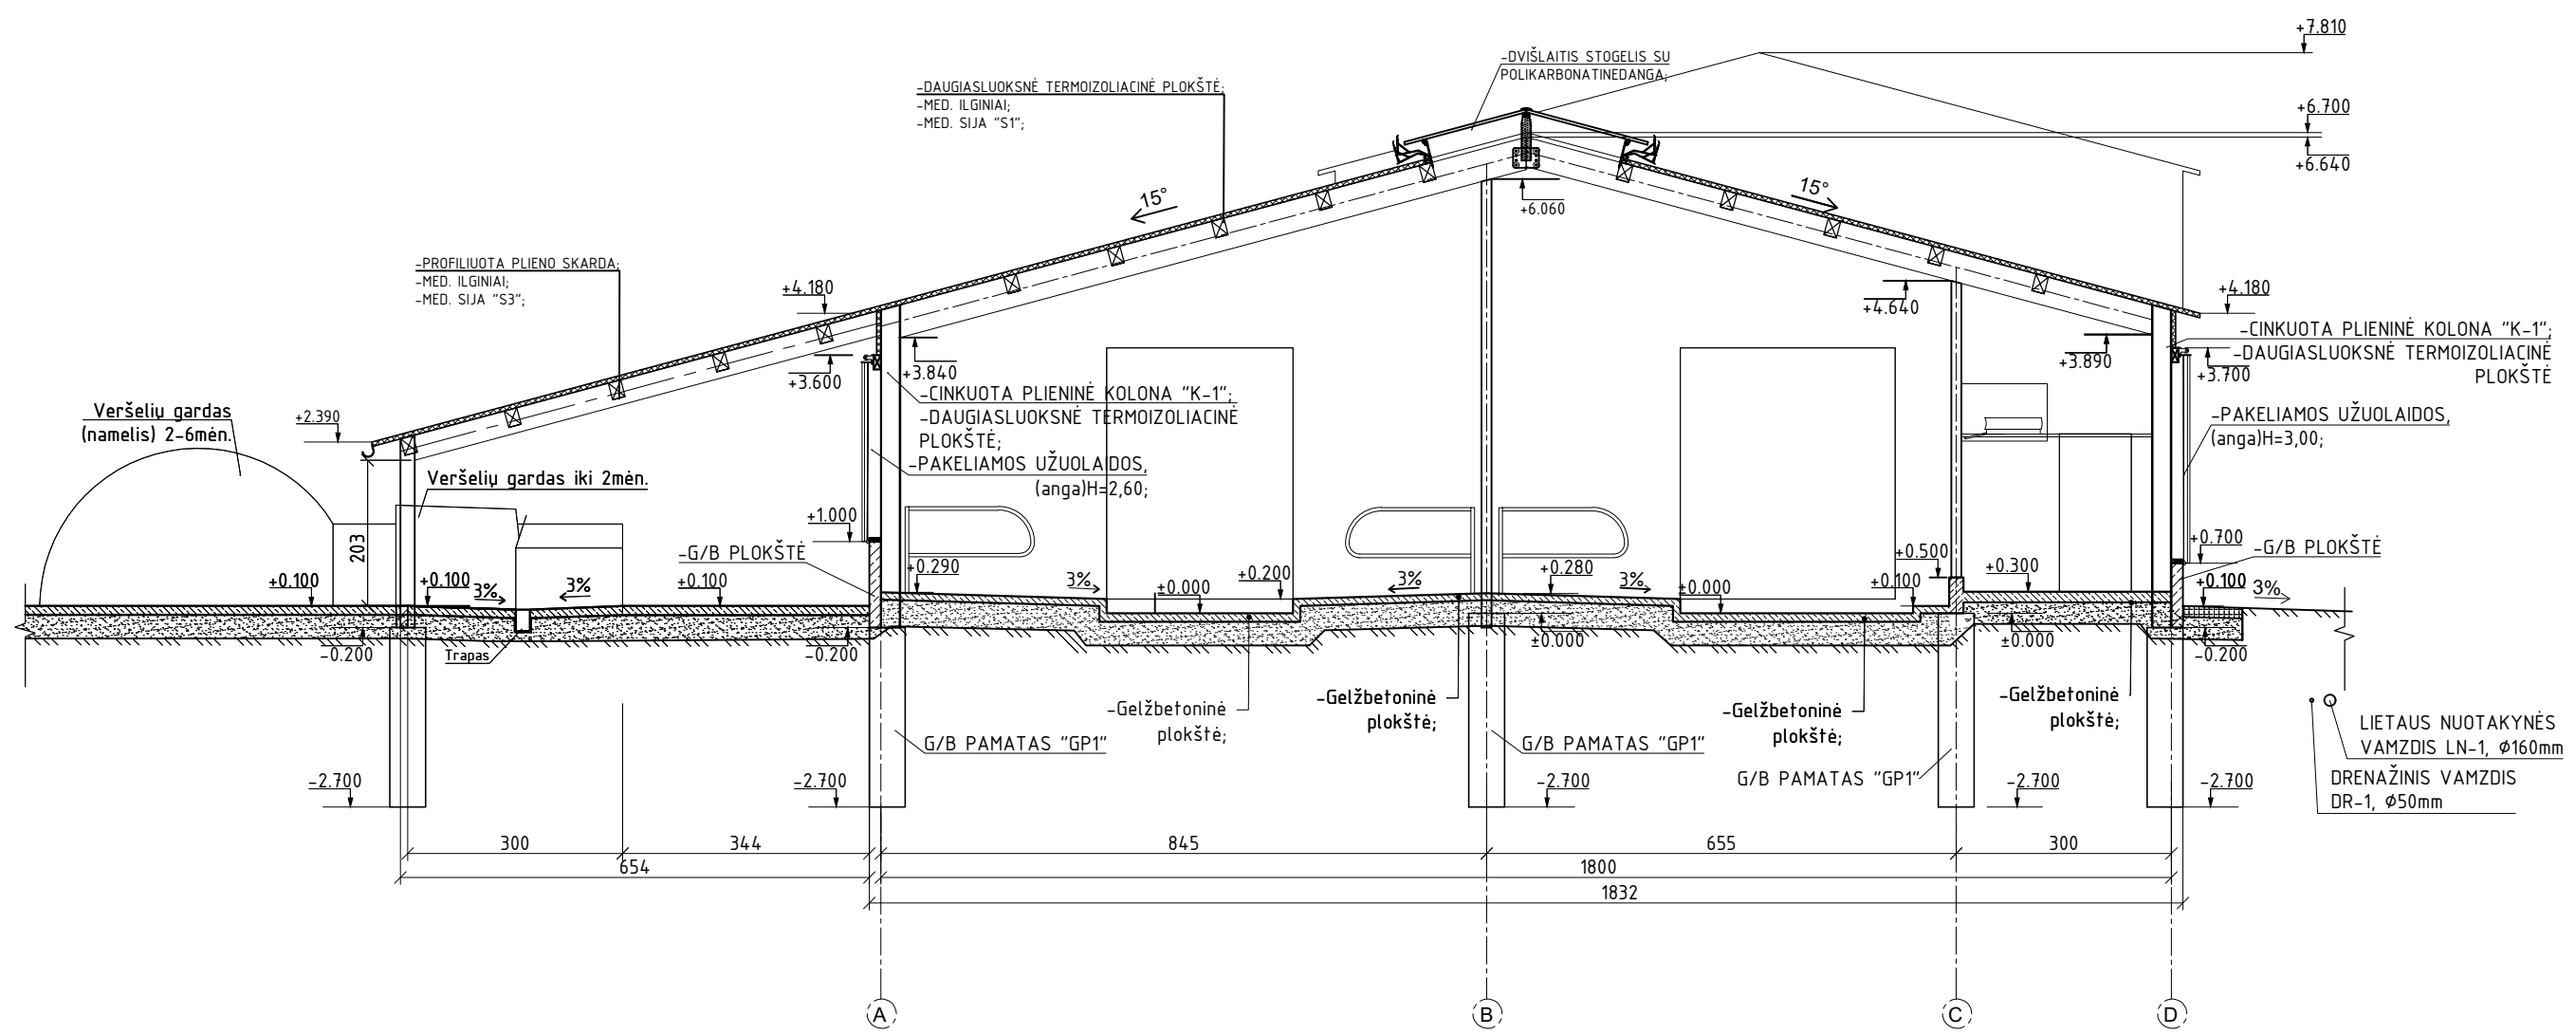 +7.810
-DVIŠLAITIS STOGELIS SU
POLIKARBONATINEDANGA;
-DAUGIASLUOKSNĖ TERMOIZOLIACINĖ PLOKŠTĖ;
-MED. ILGINIAI;
-MED. SIJA "S1";
+6.700
+6.640
15°
15°
+6.060
-PROFILIUOTA PLIENO SKARDA;
-MED. ILGINIAI;
-MED. SIJA "S3";
+4.180
+4.640
+4.180
-CINKUOTA PLIENINĖ KOLONA "K-1";
-DAUGIASLUOKSNĖ TERMOIZOLIACINĖ
PLOKŠTĖ
+3.600
+3.840
+3.890
+3.700
-CINKUOTA PLIENINĖ KOLONA "K-1";
-DAUGIASLUOKSNĖ TERMOIZOLIACINĖ
PLOKŠTĖ;
-PAKELIAMOS UŽUOLAIDOS,
(anga)H=2,60;
-PAKELIAMOS UŽUOLAIDOS,
(anga)H=3,00;
Veršelių gardas
(namelis) 2-6mėn.
+2.390
Veršelių gardas iki 2mėn.
203
+1.000
-G/B PLOKŠTĖ
+0.700
-G/B PLOKŠTĖ
+0.100
+0.100
3%
3%
+0.100
+0.290
3%
±0.000
+0.200
3%
+0.280
3%
±0.000
+0.100
+0.500
+0.300
+0.100
3%
-0.200
Trapas
-0.200
±0.000
±0.000
-0.200
-Gelžbetoninė
plokštė;
-Gelžbetoninė
plokštė;
-Gelžbetoninė
plokštė;
-Gelžbetoninė
plokštė;
G/B PAMATAS "GP1"
G/B PAMATAS "GP1"
G/B PAMATAS "GP1"
LIETAUS NUOTAKYNĖS
VAMZDIS LN-1, Ø160mm
DRENAŽINIS VAMZDIS
DR-1, Ø50mm
-2.700
-2.700
-2.700
-2.700
-2.700
300
344
845
655
300
654
1800
1832
A
B
C
D